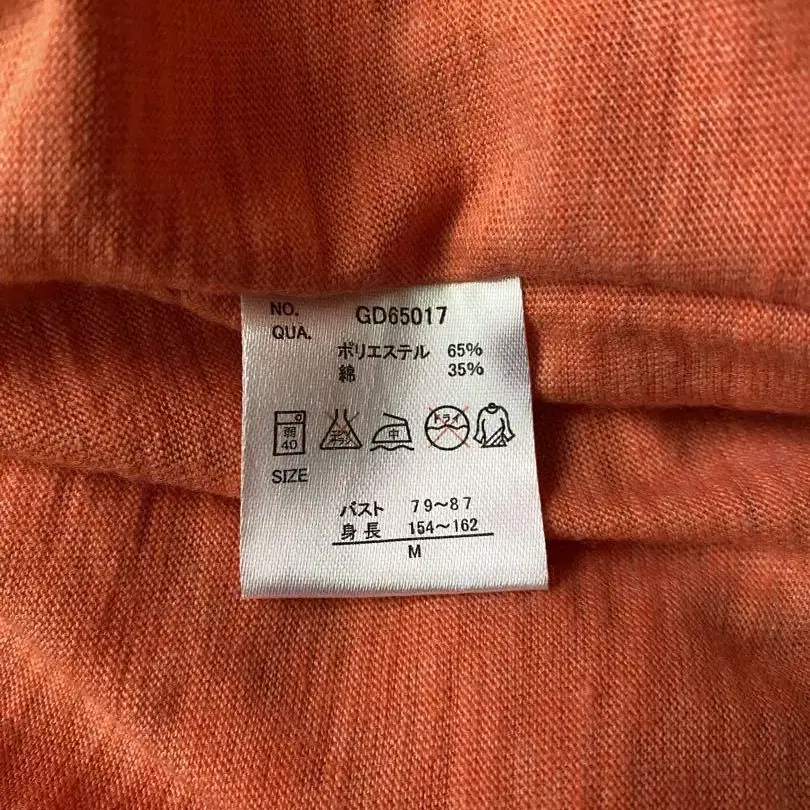 NO. GD65017
QUA.
ポリエステル 65%
綿 35%
弱 40 中 ドライ
SIZE
バスト 79～87
身長 154～162
M